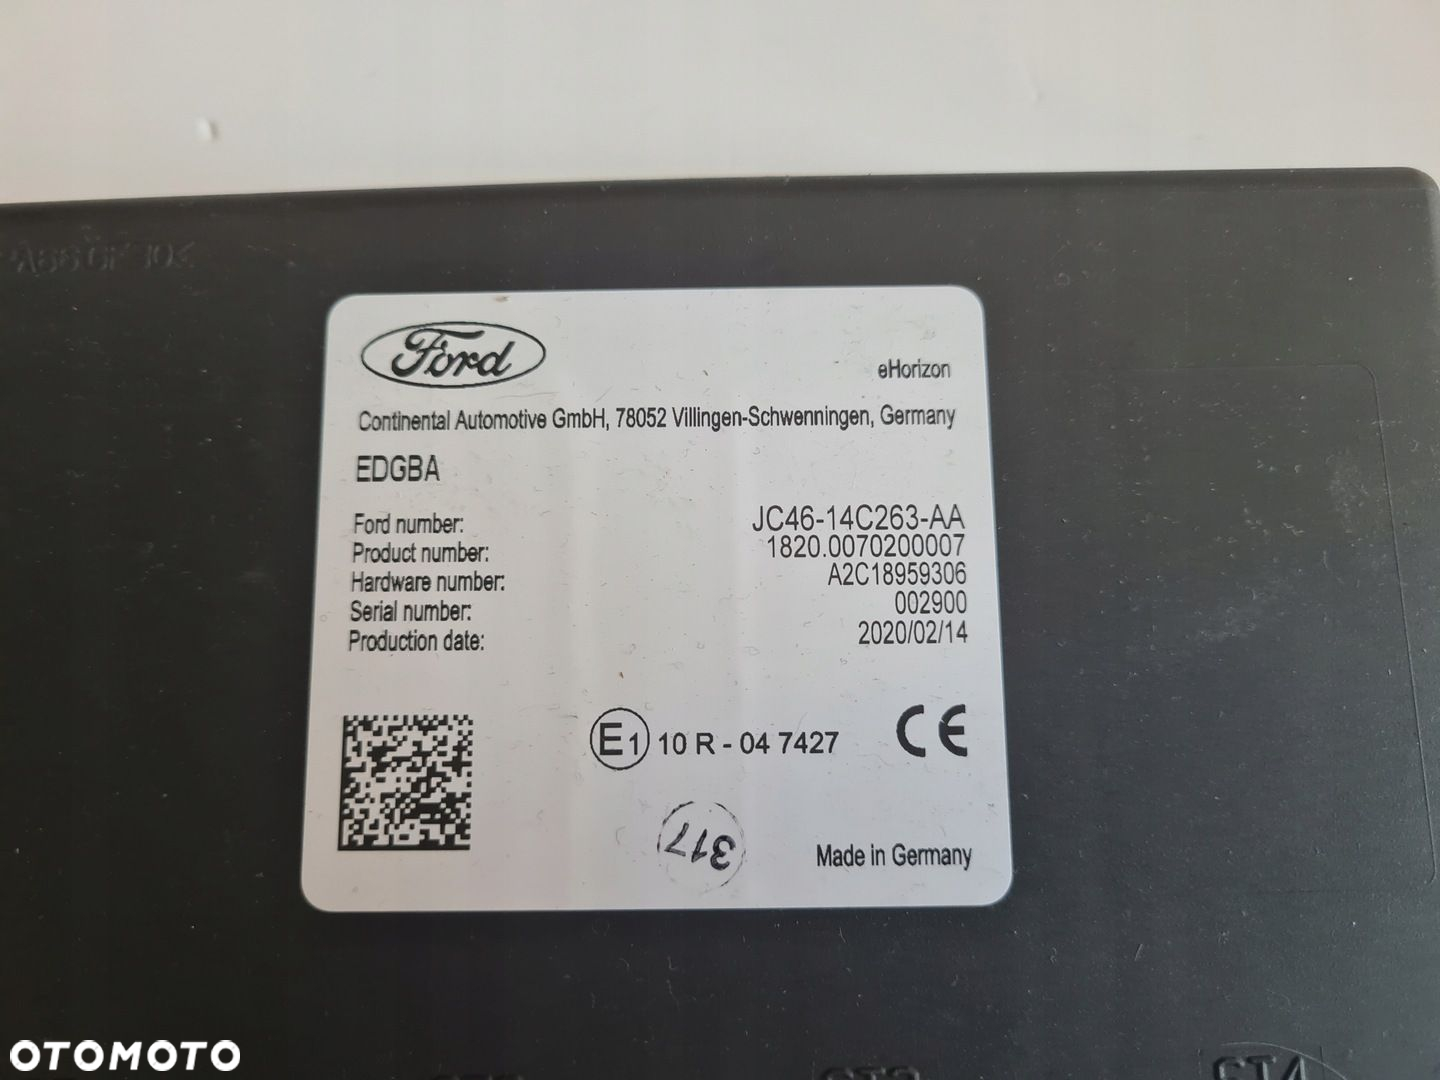 Ford
eHorizon
Continental Automotive GmbH, 78052 Villingen-Schwenningen, Germany
EDGBA
Ford number: JC46-14C263-AA
Product number: 1820.0070200007
Hardware number: A2C18959306
Serial number: 002900
Production date: 2020/02/14
E1 10 R - 04 7427 CE
317
Made in Germany
OTOMOTO